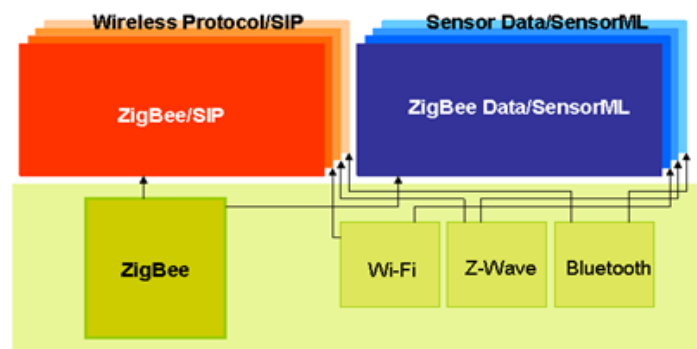 Wireless Protocol/SIP
Sensor Data/SensorML
ZigBee/SIP
ZigBee Data/SensorML
ZigBee
Wi-Fi
Z-Wave
Bluetooth